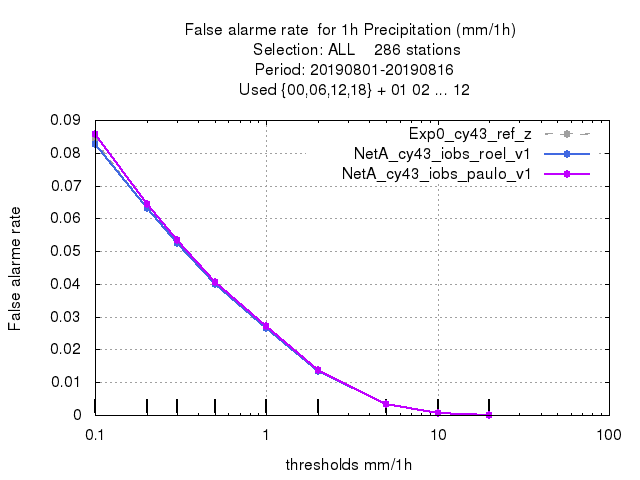 False alarme rate  for 1h Precipitation (mm/1h)
Selection: ALL    286 stations
Period: 20190801-20190816
Used {00,06,12,18} + 01 02 ... 12
Exp0_cy43_ref_z
NetA_cy43_iobs_roel_v1
NetA_cy43_iobs_paulo_v1
False alarme rate
0.09
0.08
0.07
0.06
0.05
0.04
0.03
0.02
0.01
0
0.1 1 10 100
thresholds mm/1h